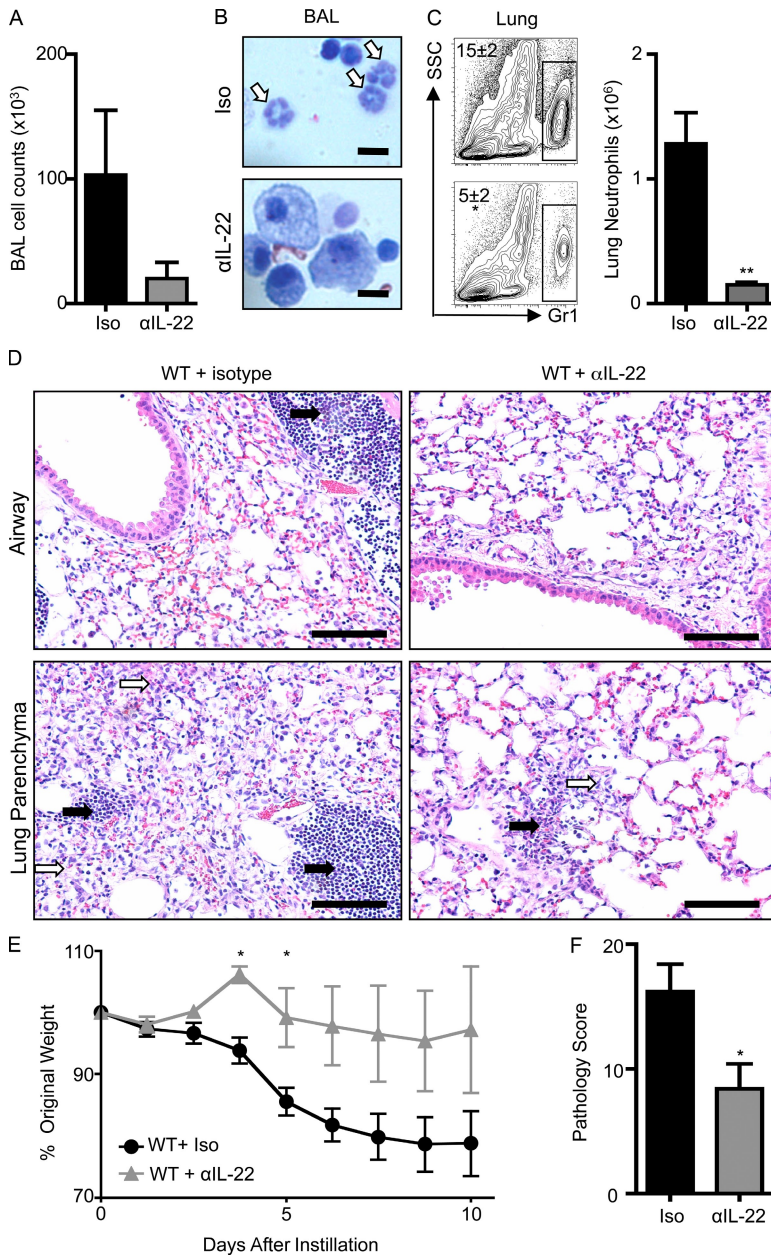 A
BAL cell counts (x10³)
200
100
0
Iso
αIL-22
B
BAL
Iso
αIL-22
C
Lung
SSC
15±2
5±2
*
Gr1
Lung Neutrophils (x10⁶)
2
1
0
**
Iso
αIL-22
D
WT + isotype
WT + αIL-22
Airway
Lung Parenchyma
E
% Original Weight
110
90
70
*
*
WT+ Iso
WT + αIL-22
0
5
10
Days After Instillation
F
Pathology Score
20
10
0
*
Iso
αIL-22